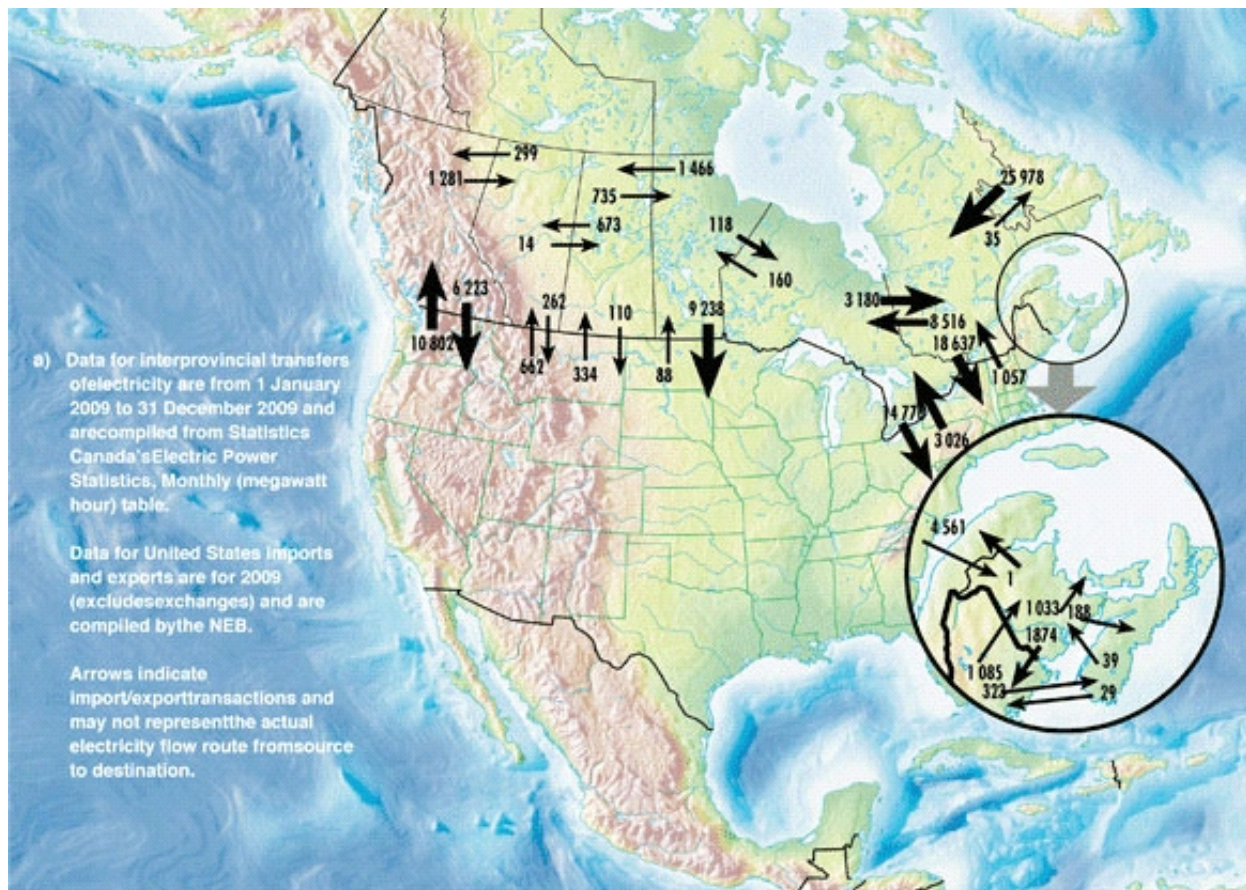 25 978
299
1 281
1 466
735
673
14
118
160
35
6 223
262
110
9 238
3 180
8 516
10 802
662
334
88
18 637
1 057
3 026
a) Data for interprovincial transfers
ofelectricity are from 1 January
2009 to 31 December 2009 and
arecompiled from Statistics
Canada'sElectric Power
Statistics, Monthly (megawatt
hour) table.
Data for United States imports
and exports are for 2009
(excludesexchanges) and are
compiled bythe NEB.
Arrows indicate
import/exporttransactions and
may not representthe actual
electricity flow route fromsource
to destination.
4 561
1
1 033
188
1874
39
1 085
323
29